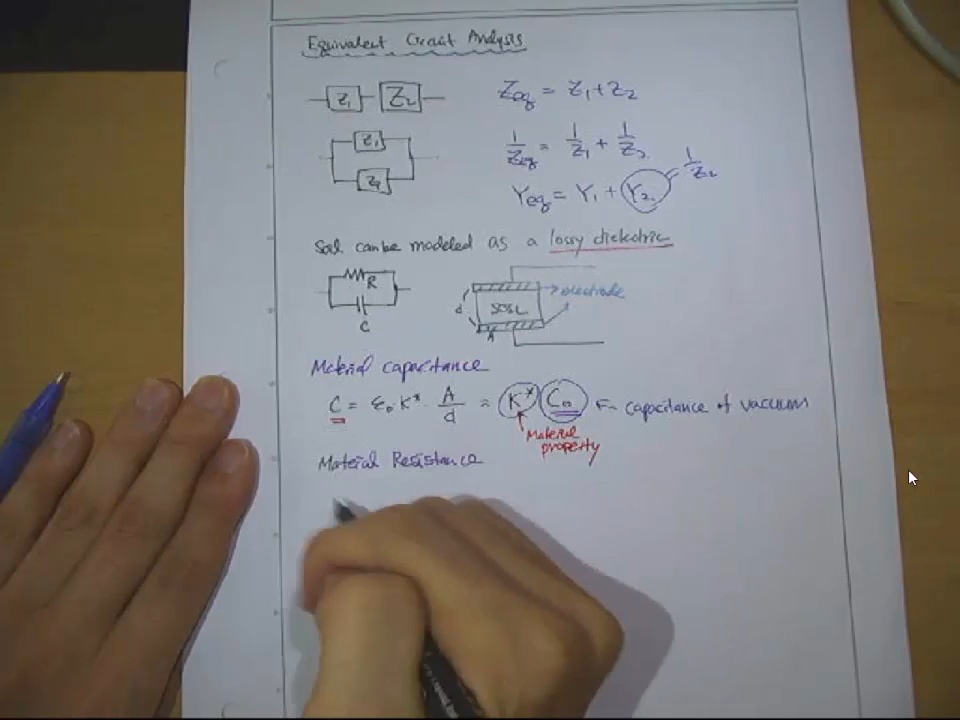 Equivalent Circuit Analysis
Z1 Z2 Zeq = Z1 + Z2
Z1 1/Zeq = 1/Z1 + 1/Z2
Z2 Yeq = Y1 + Y2 = 1/Z2
Soil can be modeled as a lossy dielectric
R
C
electrode
d SOIL
A
Material capacitance
C = ε0 K* · A/d = K* C0 ← capacitance of vacuum
Material
property
Material Resistance